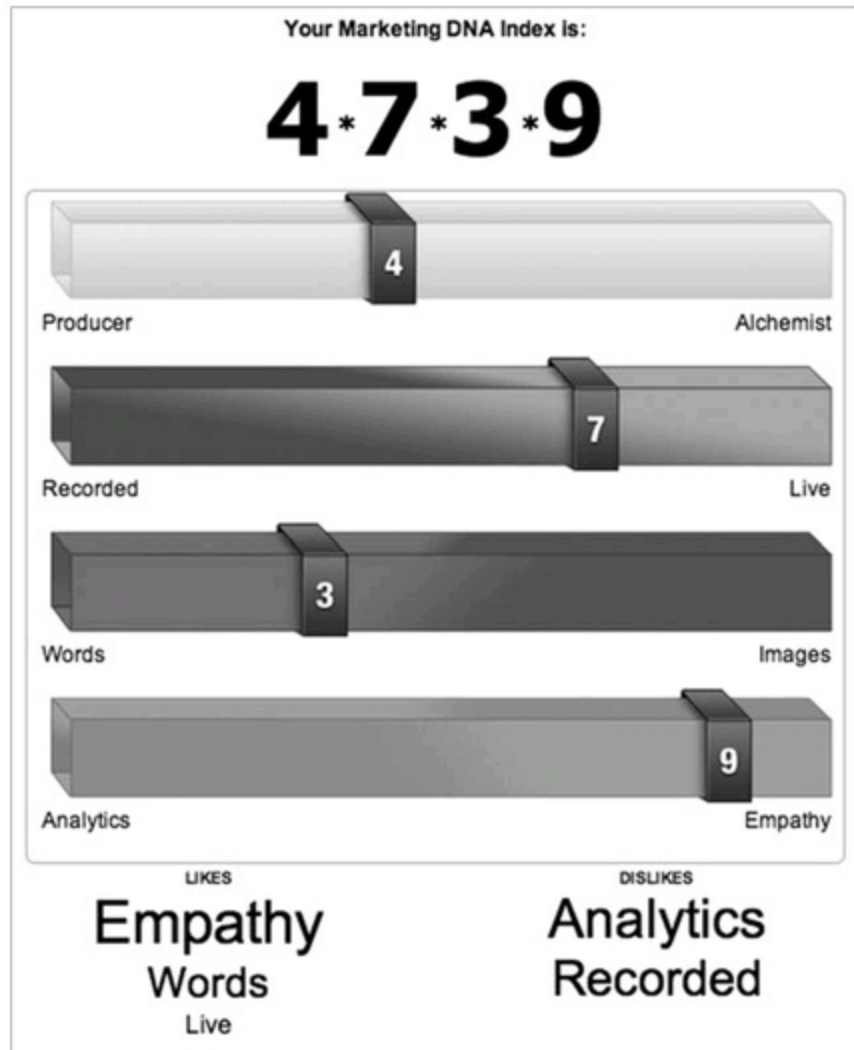 Your Marketing DNA Index is:
4*7*3*9
4
Producer Alchemist
7
Recorded Live
3
Words Images
9
Analytics Empathy
LIKES DISLIKES
Empathy Analytics
Words Recorded
Live